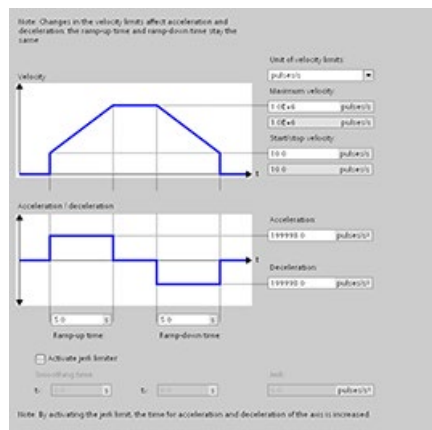 Note: Changes in the velocity limits affect acceleration and
deceleration: the ramp-up time and ramp-down time stay the
same
Unit of velocity limits:
pulses/s
Velocity
Maximum velocity:
1.0E+6 pulses/s
1.0E+6 pulses/s
Start/stop velocity:
10.0 pulses/s
10.0 pulses/s
t
Acceleration / deceleration
Acceleration:
199998.0 pulses/s²
t
Deceleration:
199998.0 pulses/s²
5.0 s 5.0 s
Ramp-up time: Ramp-down time:
Activate jerk limiter
Smoothing time: Jerk:
s s pulses/s³
Note: By activating the jerk limit, the time for acceleration and deceleration of the axis is increased.